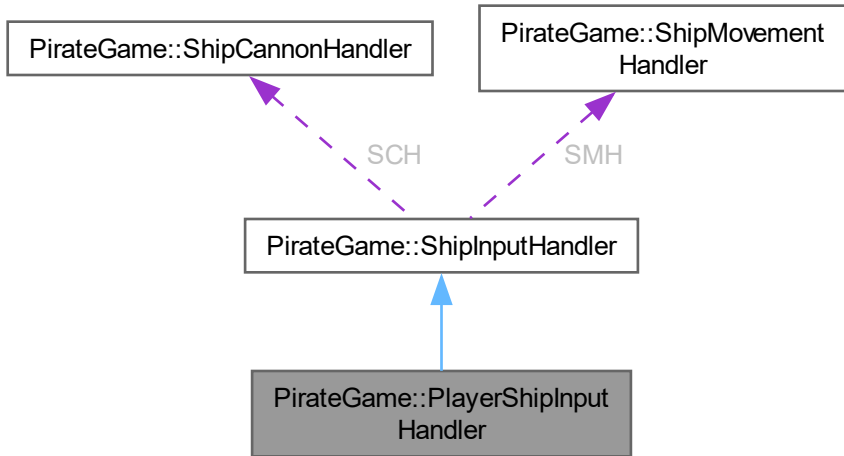 PirateGame::ShipCannonHandler
PirateGame::ShipMovement
Handler
SCH
SMH
PirateGame::ShipInputHandler
PirateGame::PlayerShipInput
Handler